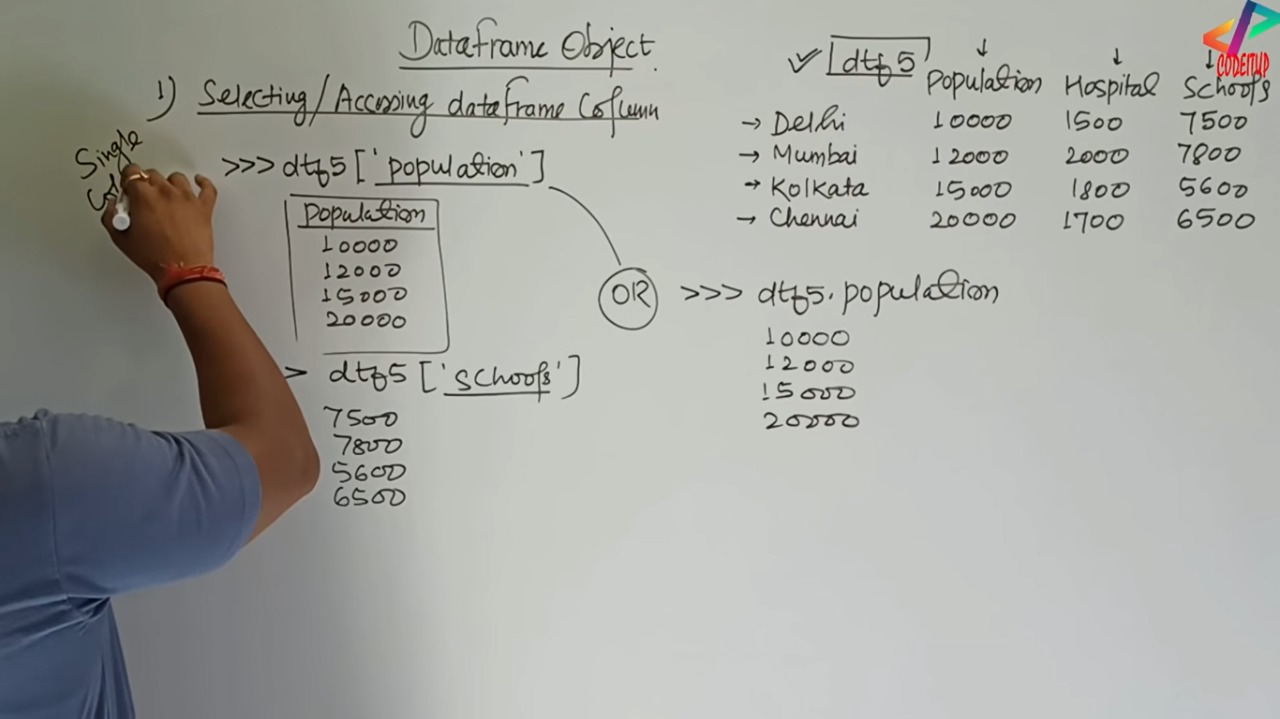 Dataframe Object.
1) Selecting/Accessing dataframe Column
Single
Col
>>> dtf5['population']
Population
10000
12000
15000
20000
> dtf5['Schools']
7500
7800
5600
6500
OR
>>> dtf5.population
10000
12000
15000
20000
✓ dtf5 Population Hospital Schools
→ Delhi 10000 1500 7500
→ Mumbai 12000 2000 7800
→ Kolkata 15000 1800 5600
→ Chennai 20000 1700 6500
CODEITUP